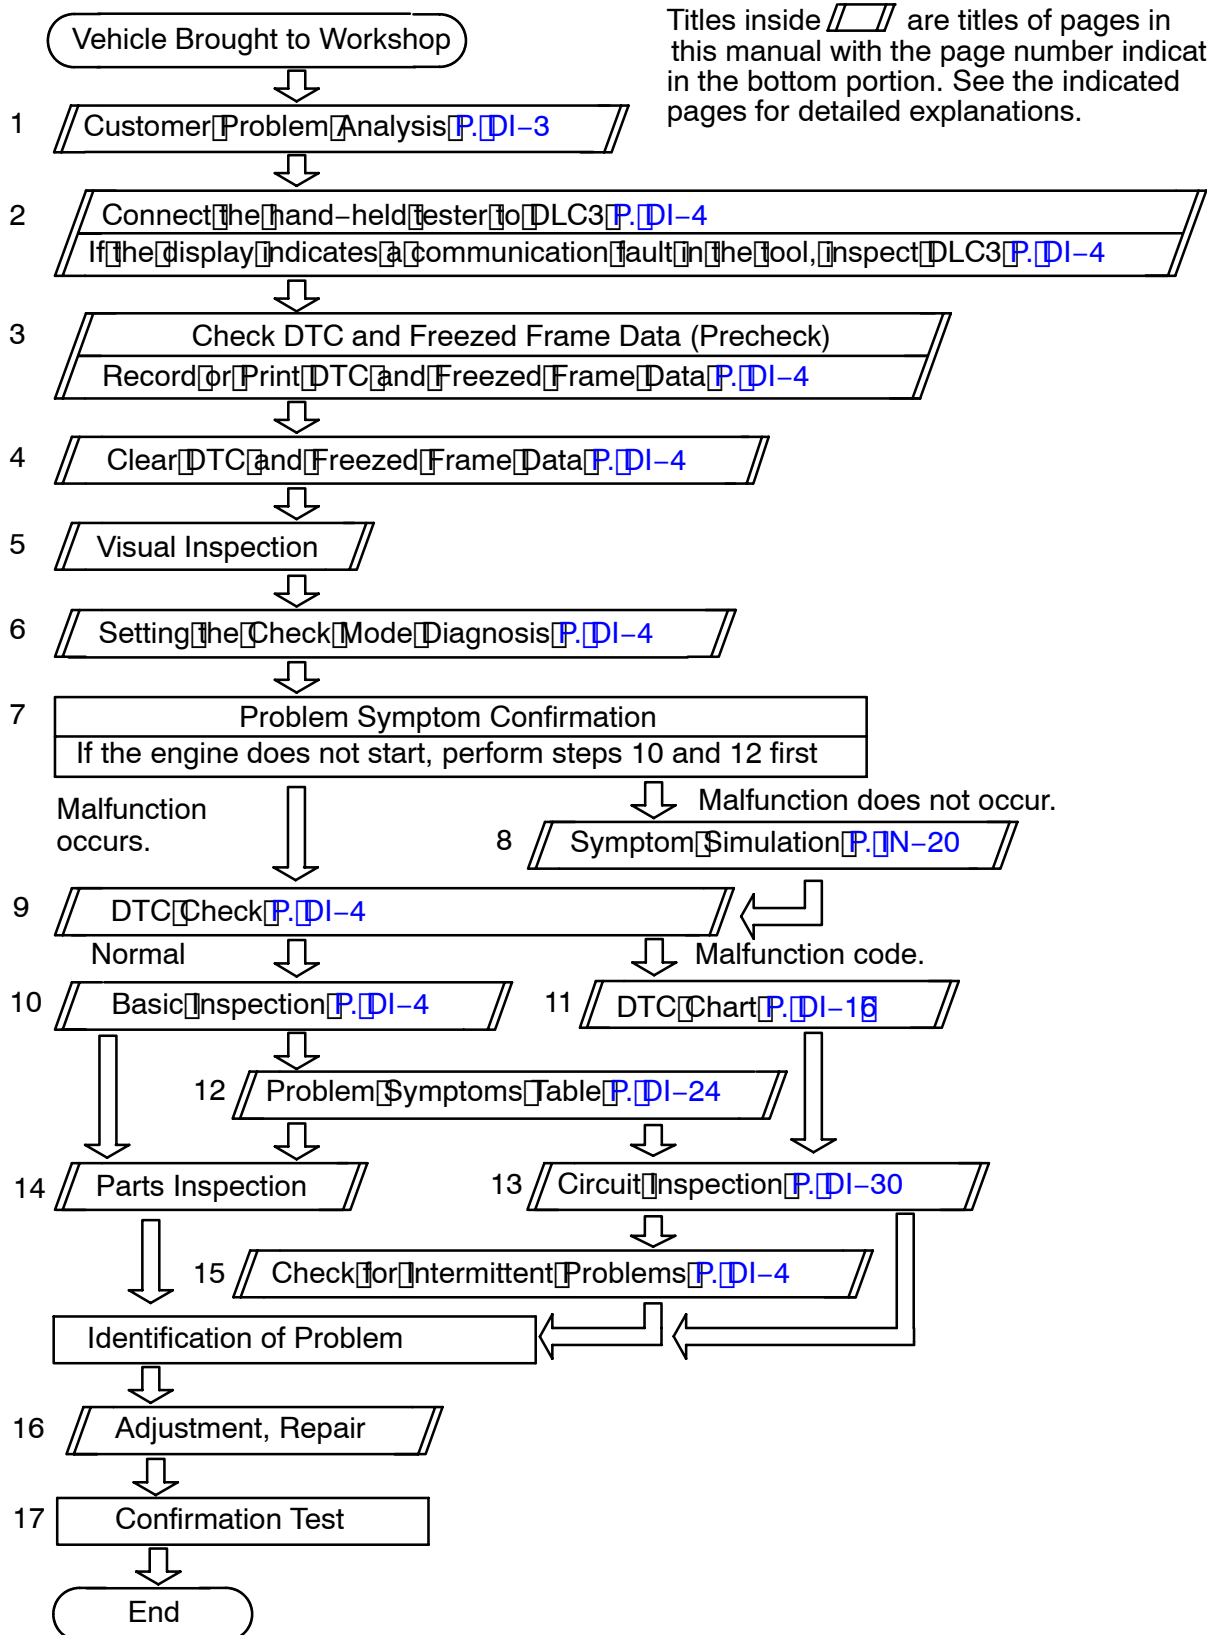 Vehicle Brought to Workshop
Titles inside are titles of pages in
this manual with the page number indicat
in the bottom portion. See the indicated
pages for detailed explanations.
1 Customer Problem Analysis P. DI–3
2 Connect the hand–held tester to DLC3 P. DI–4
If the display indicates a communication fault in the tool, inspect DLC3 P. DI–4
3 Check DTC and Freezed Frame Data (Precheck)
Record or Print DTC and Freezed Frame Data P. DI–4
4 Clear DTC and Freezed Frame Data P. DI–4
5 Visual Inspection
6 Setting the Check Mode Diagnosis P. DI–4
7 Problem Symptom Confirmation
If the engine does not start, perform steps 10 and 12 first
Malfunction
occurs.
Malfunction does not occur.
8 Symptom Simulation P. IN–20
9 DTC Check P. DI–4
Normal
Malfunction code.
10 Basic Inspection P. DI–4
11 DTC Chart P. DI–16
12 Problem Symptoms Table P. DI–24
14 Parts Inspection
13 Circuit Inspection P. DI–30
15 Check for Intermittent Problems P. DI–4
Identification of Problem
16 Adjustment, Repair
17 Confirmation Test
End